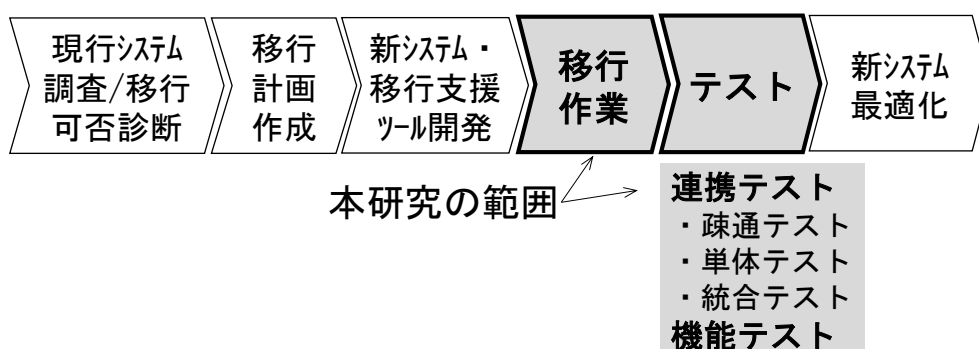 現行ｼｽﾃﾑ
調査/移行
可否診断
移行
計画
作成
新ｼｽﾃﾑ・
移行支援
ﾂｰﾙ開発
移行
作業
テスト
新ｼｽﾃﾑ
最適化
本研究の範囲
連携テスト
・疎通テスト
・単体テスト
・統合テスト
機能テスト